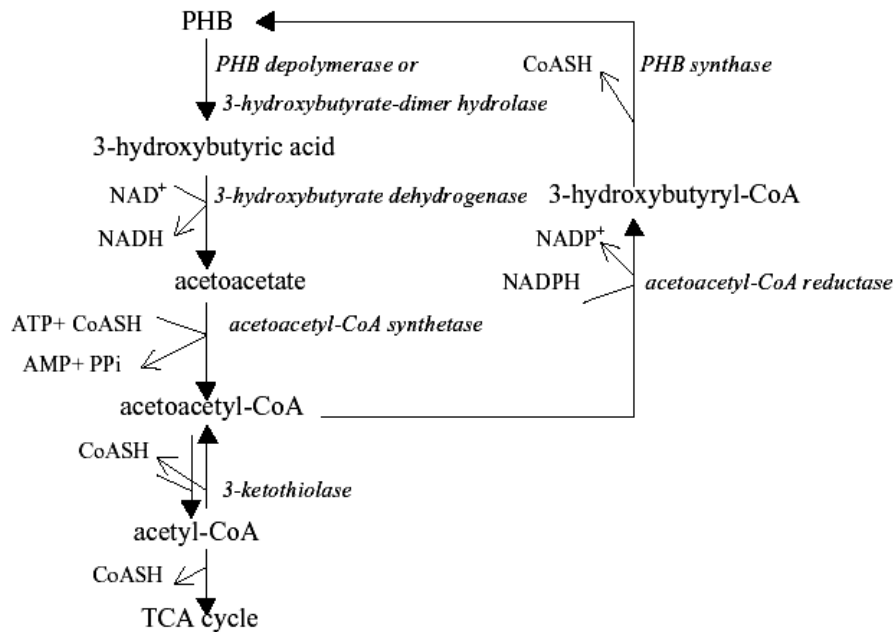 PHB
PHB depolymerase or
3-hydroxybutyrate-dimer hydrolase
CoASH
PHB synthase
3-hydroxybutyric acid
NAD+
3-hydroxybutyrate dehydrogenase
NADH
3-hydroxybutyryl-CoA
NADP+
NADPH
acetoacetyl-CoA reductase
acetoacetate
ATP+ CoASH
acetoacetyl-CoA synthetase
AMP+ PPi
acetoacetyl-CoA
CoASH
3-ketothiolase
acetyl-CoA
CoASH
TCA cycle